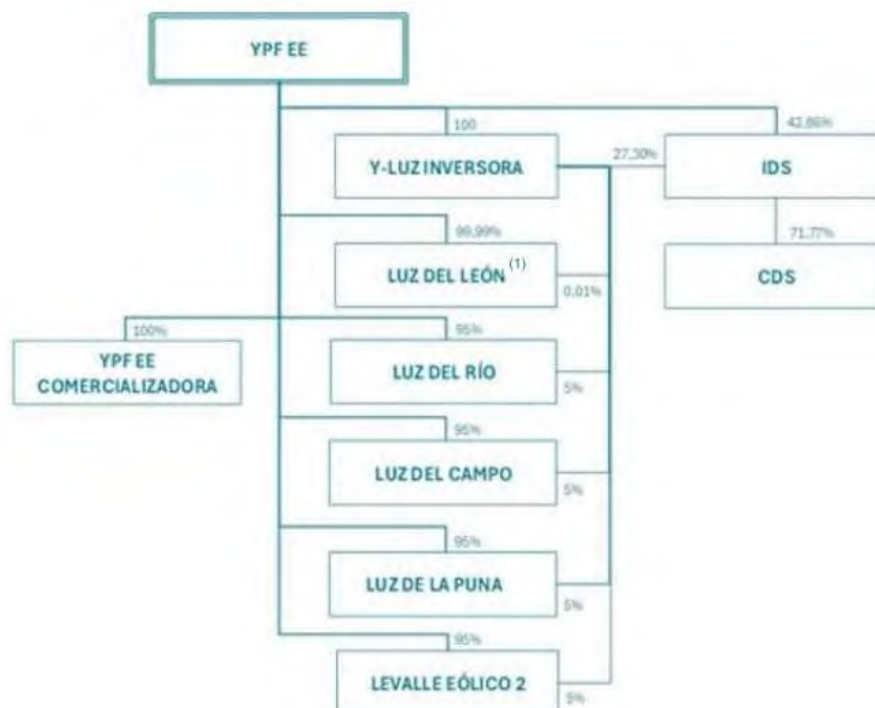 YPF EE
100
42,86%
Y-LUZ INVERSORA
27,30%
IDS
99,99%
71,77%
LUZ DEL LEÓN (1)
0,01%
CDS
100%
YPF EE
COMERCIALIZADORA
95%
LUZ DEL RÍO
5%
95%
LUZ DEL CAMPO
5%
95%
LUZ DE LA PUNA
5%
95%
LEVALLE EÓLICO 2
5%